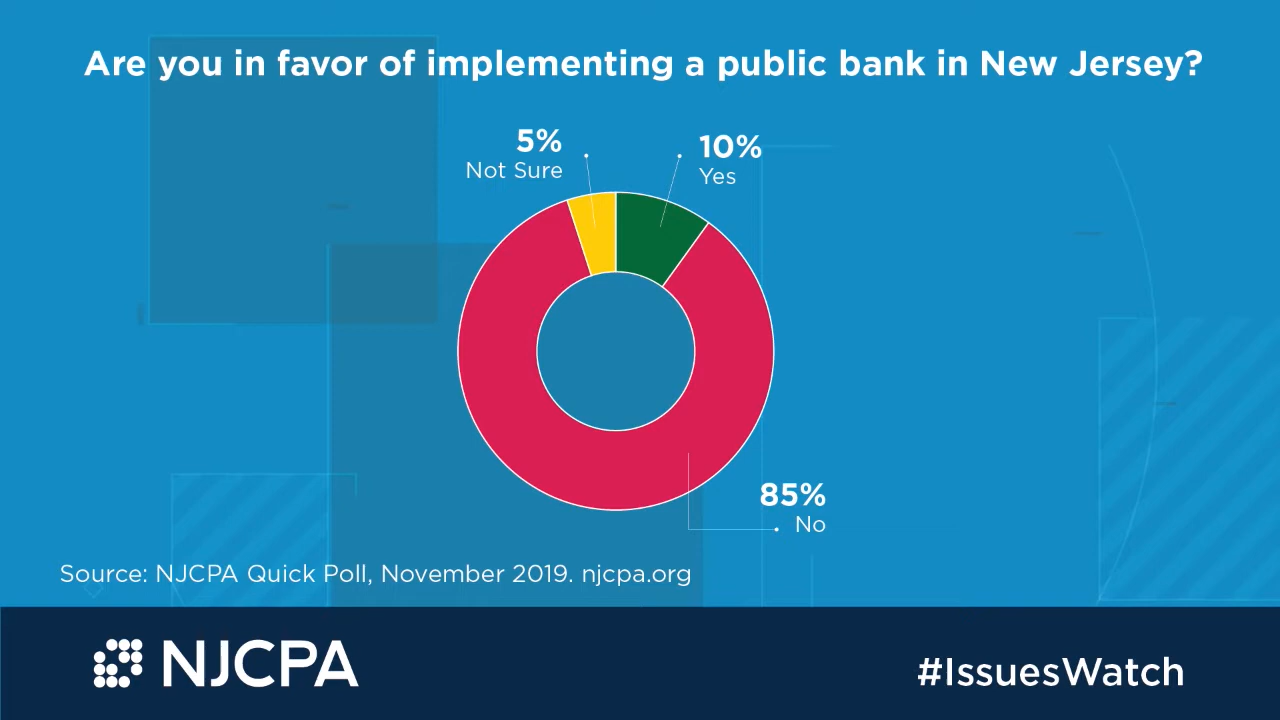 Are you in favor of implementing a public bank in New Jersey?
5%
Not Sure
10%
Yes
85%
No
Source: NJCPA Quick Poll, November 2019. njcpa.org
NJCPA
#IssuesWatch